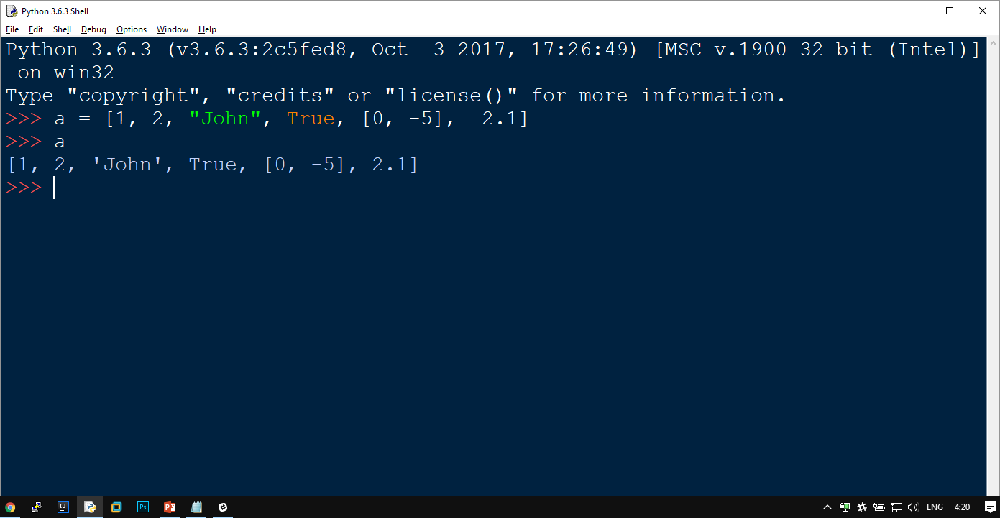 Python 3.6.3 Shell
File Edit Shell Debug Options Window Help
Python 3.6.3 (v3.6.3:2c5fed8, Oct  3 2017, 17:26:49) [MSC v.1900 32 bit (Intel)]
 on win32
Type "copyright", "credits" or "license()" for more information.
>>> a = [1, 2, "John", True, [0, -5],  2.1]
>>> a
[1, 2, 'John', True, [0, -5], 2.1]
>>>
IJ Ps P ENG 4:20